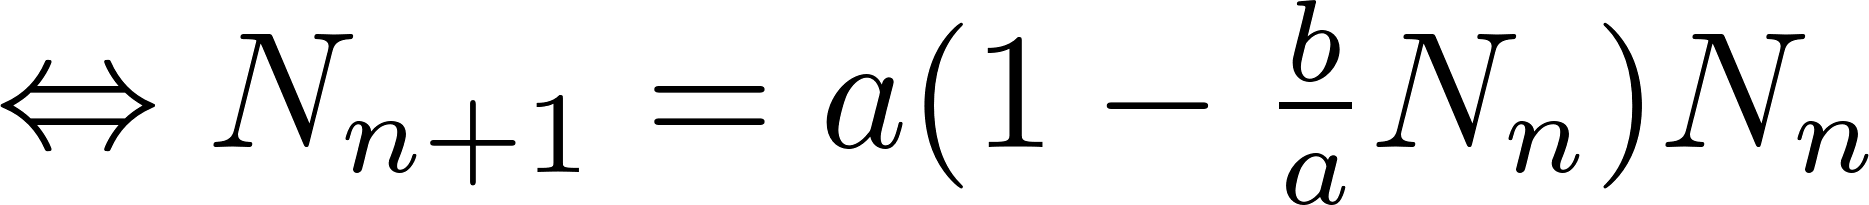 ⇔ N_{n+1} = a(1 − \frac{b}{a} N_n) N_n